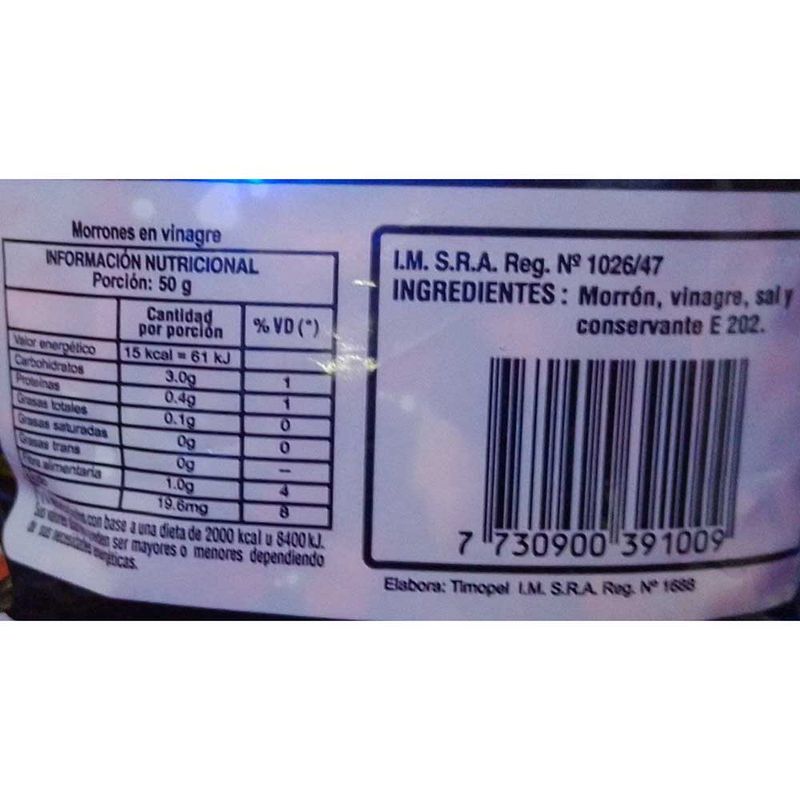 Morrones en vinagre
INFORMACIÓN NUTRICIONAL
Porción: 50 g
Cantidad por porción % VD (*)
Valor energético 15 kcal = 61 kJ
Carbohidratos 3.0g 1
Proteínas 0.4g 1
Grasas totales 0.1g 0
Grasas saturadas 0g 0
Grasas trans 0g --
Fibra alimentaria 1.0g 4
19.6mg 8
con base a una dieta de 2000 kcal u 8400 kJ.
ser mayores o menores dependiendo
de sus necesidades energéticas.
I.M. S.R.A. Reg. Nº 1026/47
INGREDIENTES : Morrón, vinagre, sal y
conservante E 202.
7 730900 391009
Elabora: Timopel I.M. S.R.A. Reg. Nº 1688